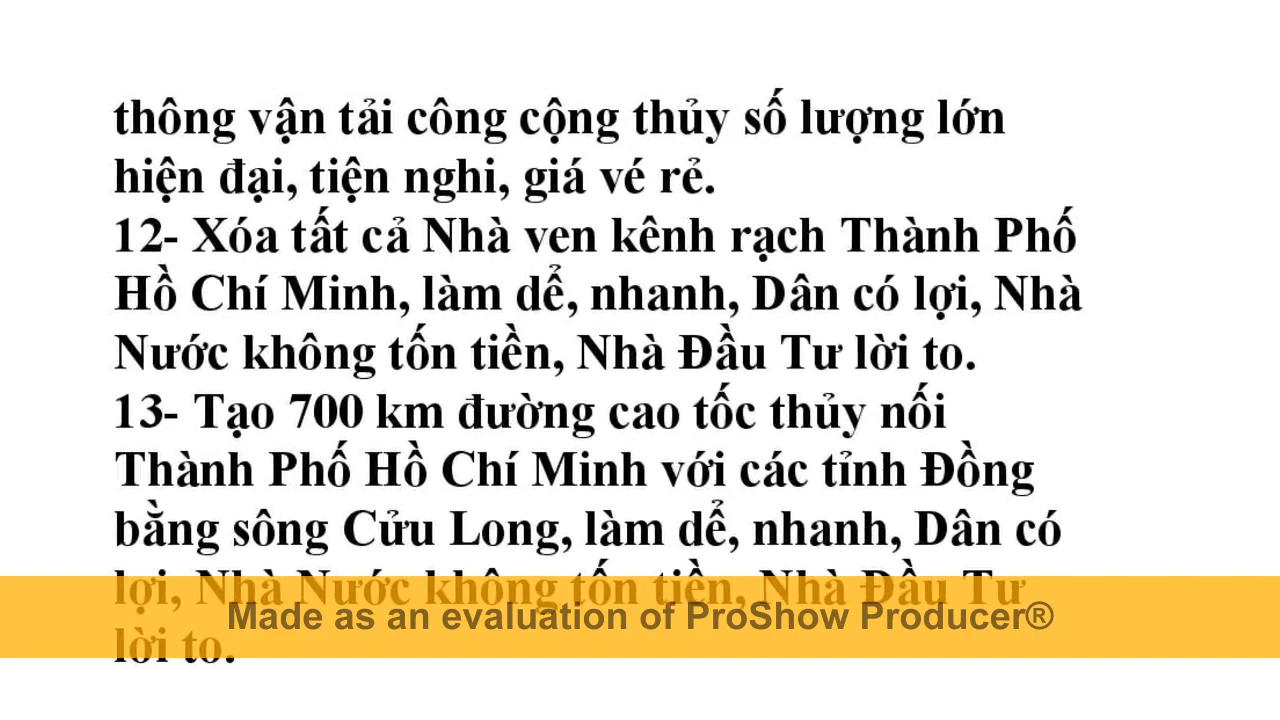 thông vận tải công cộng thủy số lượng lớn
hiện đại, tiện nghi, giá vé rẻ.
12- Xóa tất cả Nhà ven kênh rạch Thành Phố
Hồ Chí Minh, làm dể, nhanh, Dân có lợi, Nhà
Nước không tốn tiền, Nhà Đầu Tư lời to.
13- Tạo 700 km đường cao tốc thủy nối
Thành Phố Hồ Chí Minh với các tỉnh Đồng
bằng sông Cửu Long, làm dể, nhanh, Dân có
lợi, Nhà Nước không tốn tiền, Nhà Đầu Tư
Made as an evaluation of ProShow Producer®
lời to.